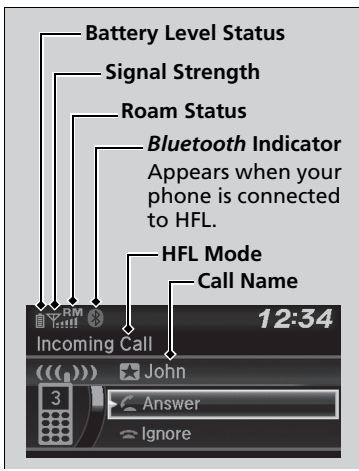 Battery Level Status
Signal Strength
Roam Status
Bluetooth Indicator
Appears when your
phone is connected
to HFL.
HFL Mode
Call Name
RM
12:34
Incoming Call
John
3
Answer
Ignore